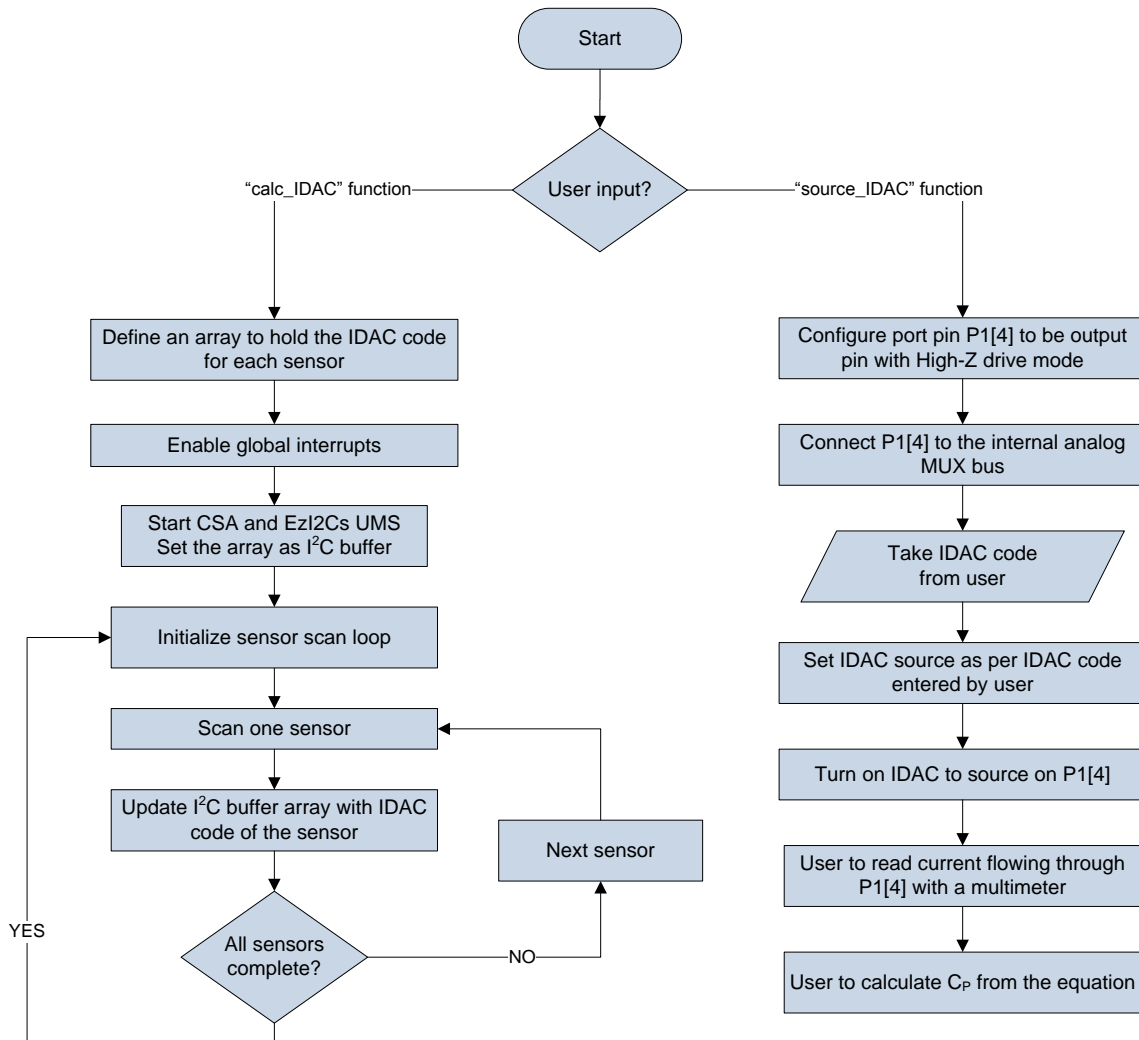 Start
User input?
“calc_IDAC” function
“source_IDAC” function
Define an array to hold the IDAC code
for each sensor
Enable global interrupts
Start CSA and EzI2Cs UMS
Set the array as I²C buffer
Initialize sensor scan loop
Scan one sensor
Update I²C buffer array with IDAC
code of the sensor
Next sensor
All sensors
complete?
NO
YES
Configure port pin P1[4] to be output
pin with High-Z drive mode
Connect P1[4] to the internal analog
MUX bus
Take IDAC code
from user
Set IDAC source as per IDAC code
entered by user
Turn on IDAC to source on P1[4]
User to read current flowing through
P1[4] with a multimeter
User to calculate Cₚ from the equation